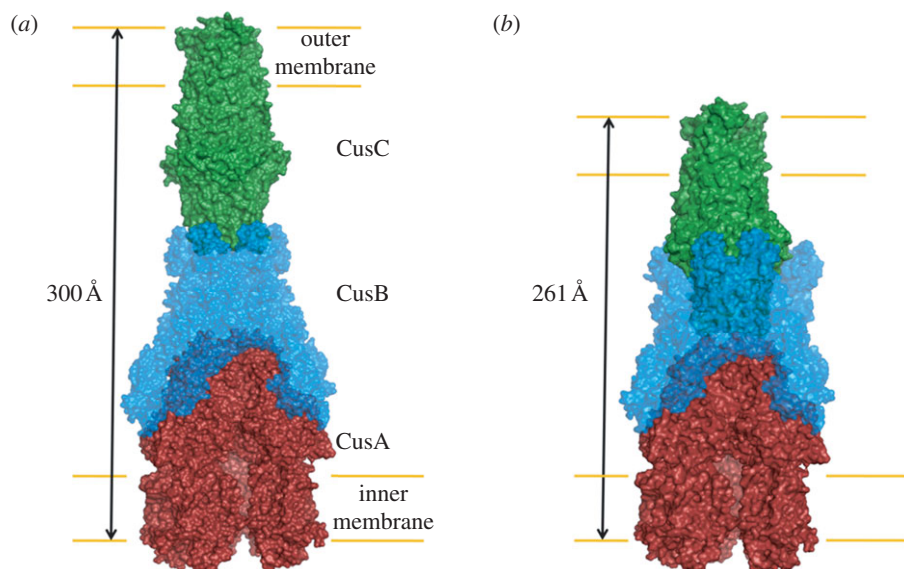 (a)
outer
membrane
CusC
300 Å
CusB
CusA
inner
membrane
(b)
261 Å